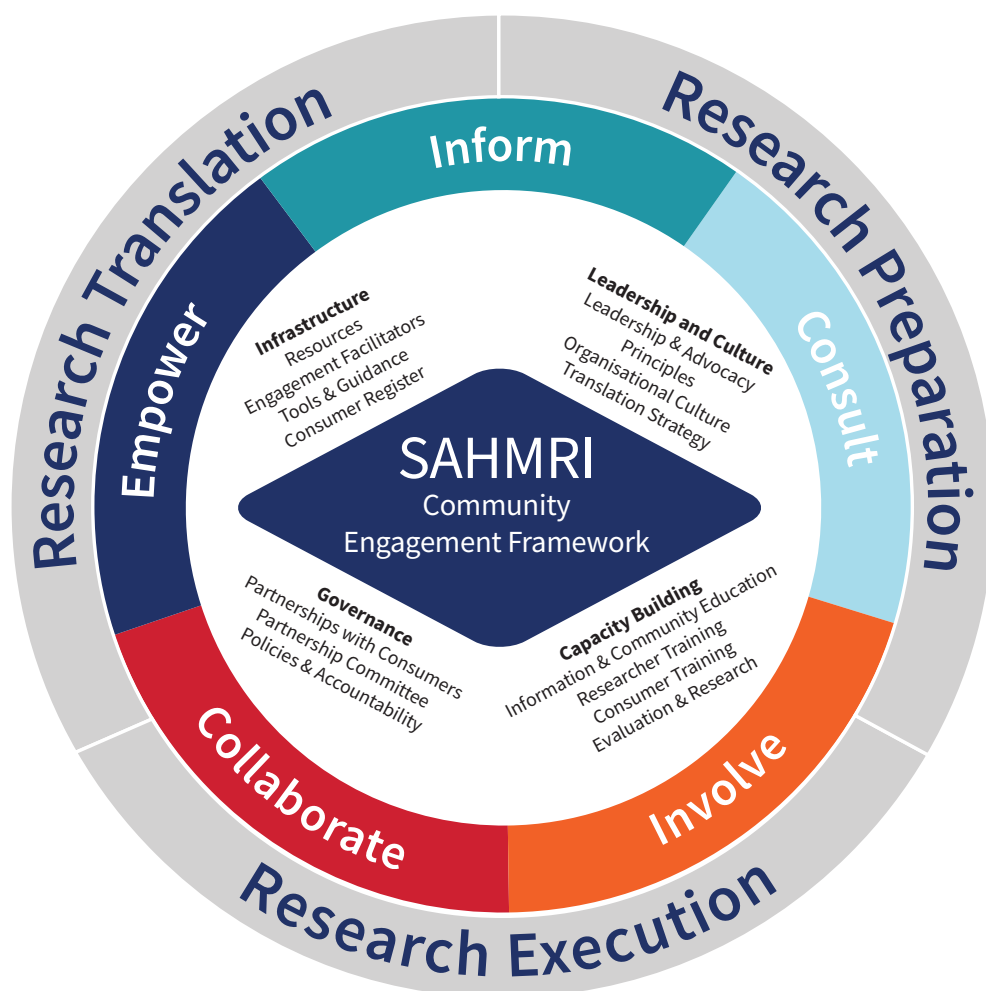 Research Translation
Research Preparation
Research Execution
Inform
Consult
Involve
Collaborate
Empower
Infrastructure
Resources
Engagement Facilitators
Tools & Guidance
Consumer Register
Leadership and Culture
Leadership & Advocacy
Principles
Organisational Culture
Translation Strategy
SAHMRI
Community
Engagement Framework
Governance
Partnerships with Consumers
Partnership Committee
Policies & Accountability
Capacity Building
Information & Community Education
Researcher Training
Consumer Training
Evaluation & Research